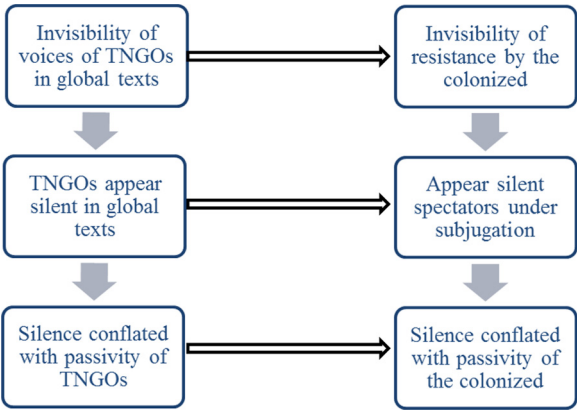 Invisibility of
voices of TNGOs
in global texts
Invisibility of
resistance by the
colonized
TNGOs appear
silent in global
texts
Appear silent
spectators under
subjugation
Silence conflated
with passivity of
TNGOs
Silence conflated
with passivity of
the colonized